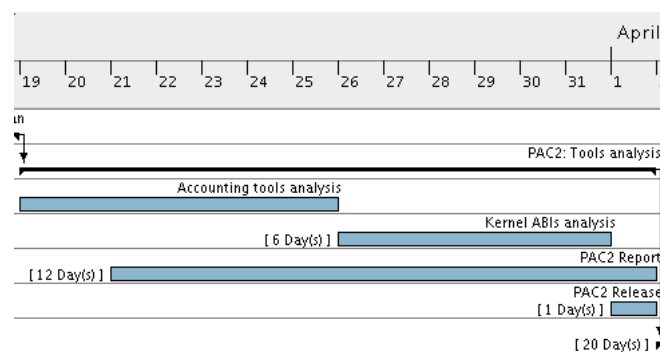 April
19 20 21 22 23 24 25 26 27 28 29 30 31 1
PAC2: Tools analysis
Accounting tools analysis
Kernel ABIs analysis
[ 6 Day(s) ]
PAC2 Report
[ 12 Day(s) ]
PAC2 Release
[ 1 Day(s) ]
[ 20 Day(s) ]